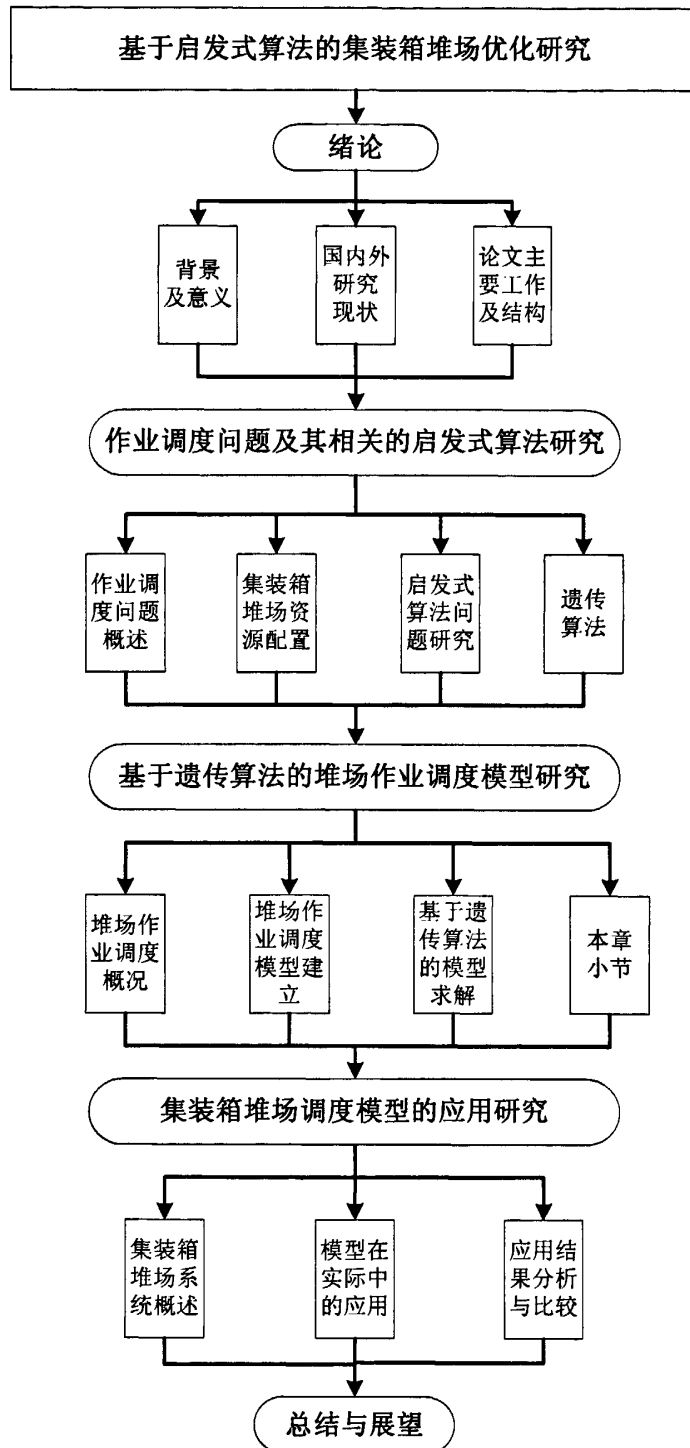 基于启发式算法的集装箱堆场优化研究
绪论
背景
及意义
国内外
研究
现状
论文主
要工作
及结构
作业调度问题及其相关的启发式算法研究
作业调
度问题
概述
集装箱
堆场资
源配置
启发式
算法问
题研究
遗传
算法
基于遗传算法的堆场作业调度模型研究
堆场作
业调度
概况
堆场作
业调度
模型建
立
基于遗
传算法
的模型
求解
本章
小节
集装箱堆场调度模型的应用研究
集装箱
堆场系
统概述
模型在
实际中
的应用
应用结
果分析
与比较
总结与展望